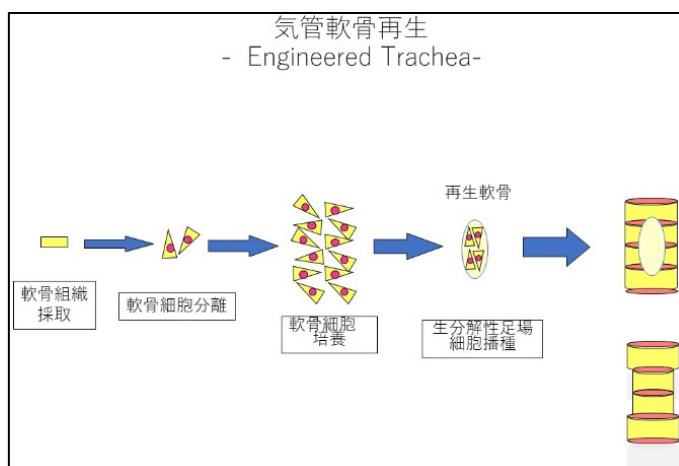 気管軟骨再生
- Engineered Trachea-
再生軟骨
軟骨組織
採取
軟骨細胞分離
軟骨細胞
培養
生分解性足場
細胞播種